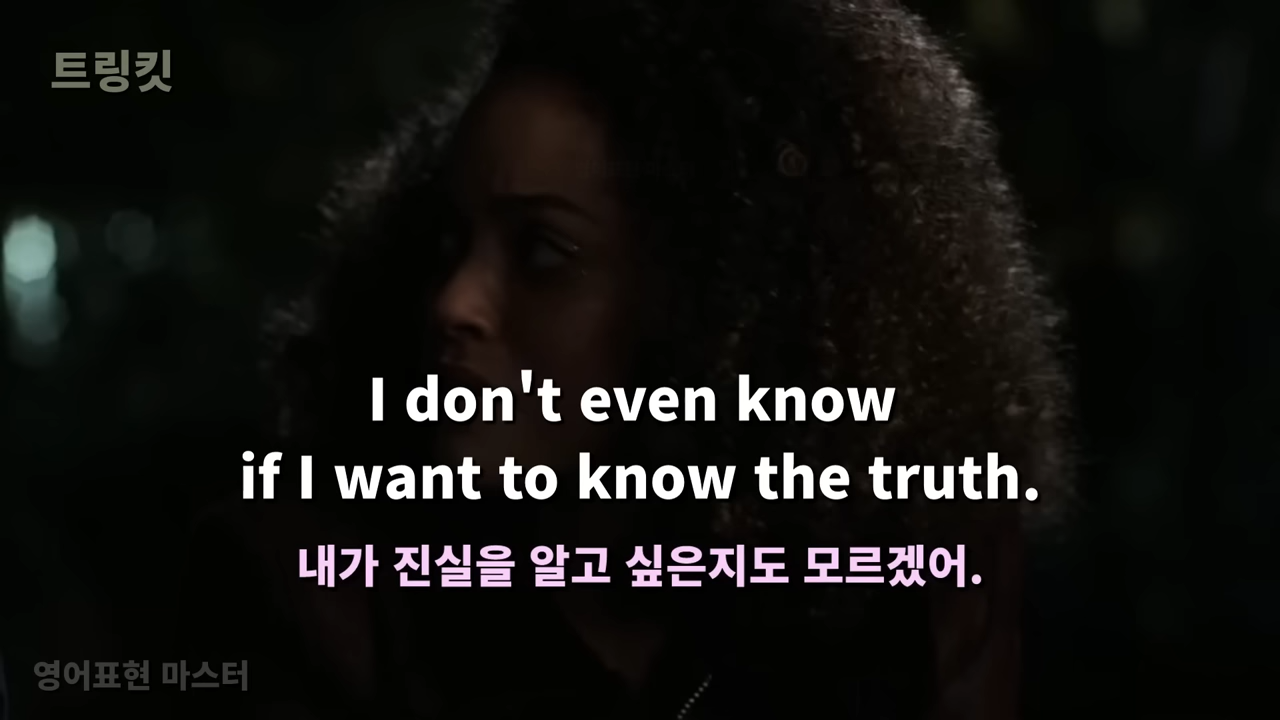 트링킷
I don't even know
if I want to know the truth.
내가 진실을 알고 싶은지도 모르겠어.
영어표현 마스터